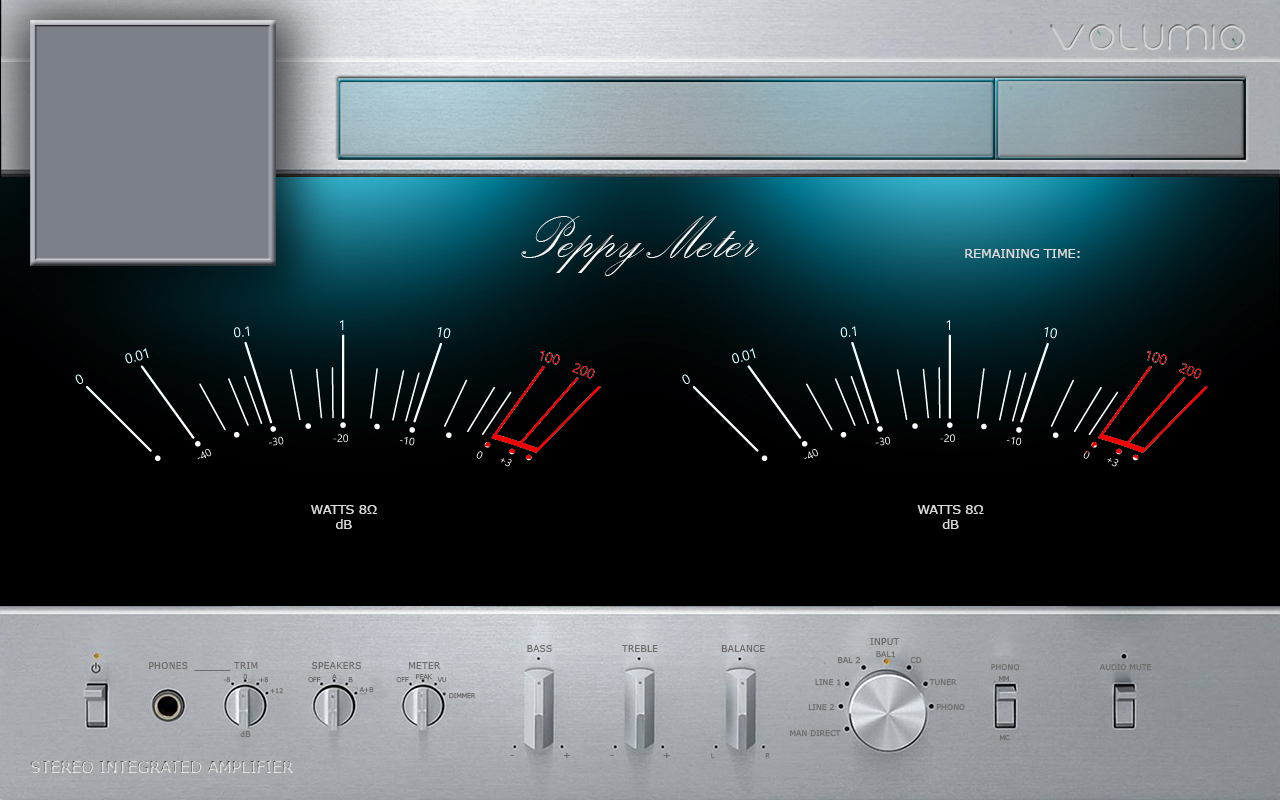 VOLUMIO
Peppy Meter
REMAINING TIME:
0 0.01 0.1 1 10 100 200
-40 -30 -20 -10 0 +3
WATTS 8Ω
dB
0 0.01 0.1 1 10 100 200
-40 -30 -20 -10 0 +3
WATTS 8Ω
dB
PHONES
TRIM
-8 0 +8
+12
dB
SPEAKERS
OFF A B
A+B
METER
OFF PEAK VU
DIMMER
BASS
- +
TREBLE
- +
BALANCE
L R
INPUT
BAL1
BAL 2 CD
LINE 1 TUNER
LINE 2 PHONO
MAN DIRECT
PHONO
MM
MC
AUDIO MUTE
STEREO INTEGRATED AMPLIFIER